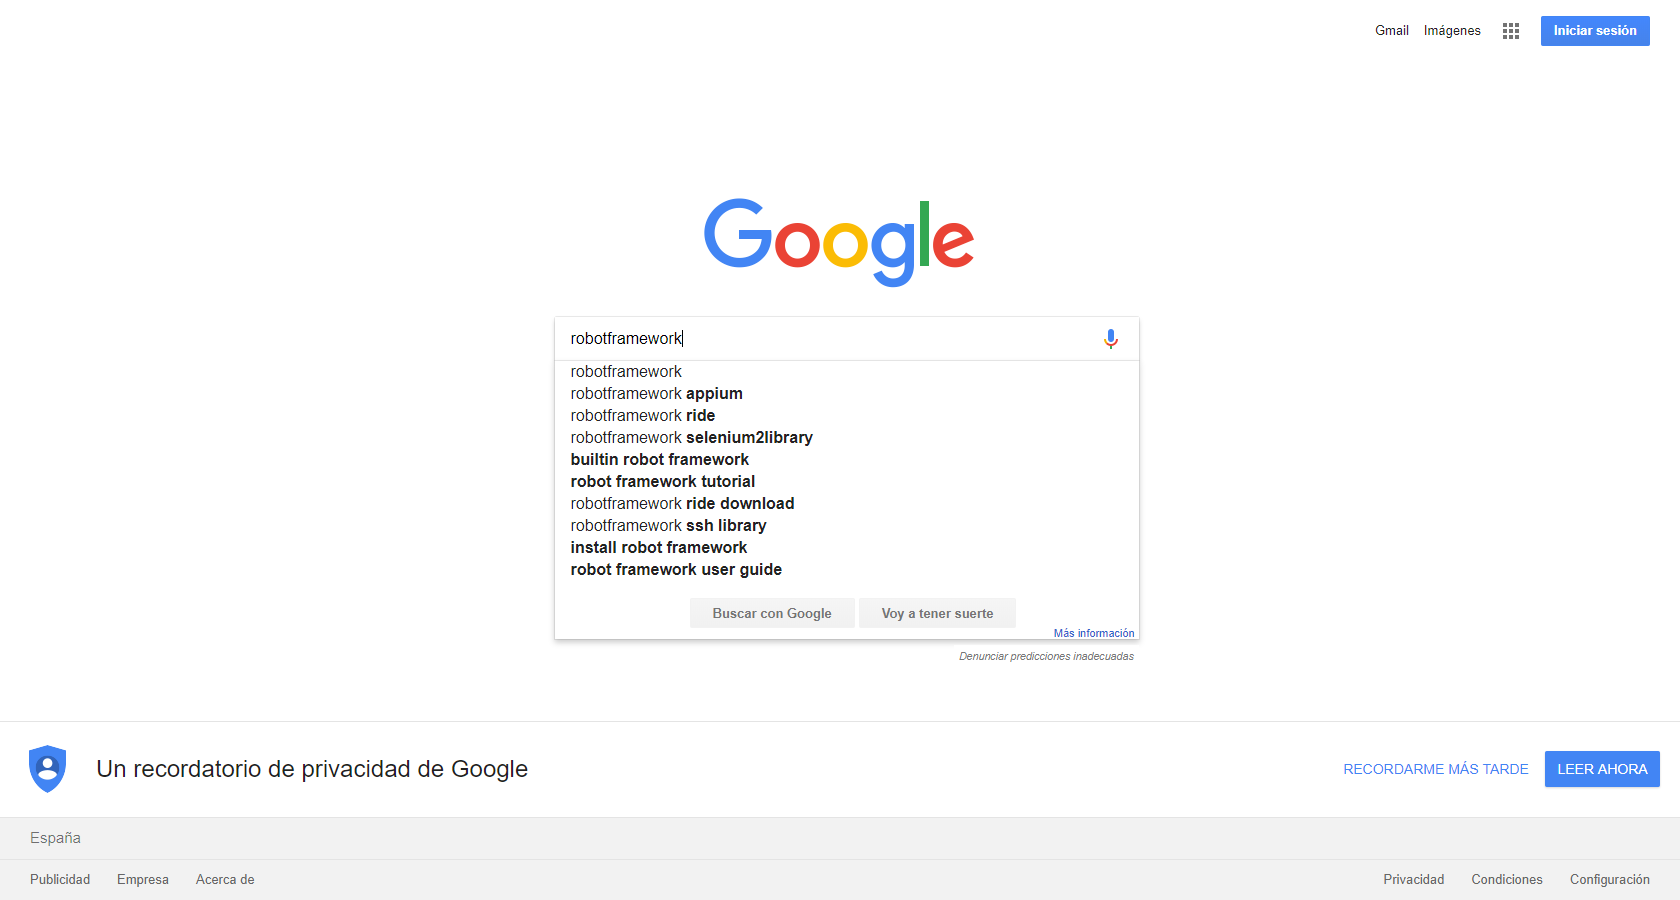 Gmail Imágenes Iniciar sesión
Google
robotframework
robotframework
robotframework appium
robotframework ride
robotframework selenium2library
builtin robot framework
robot framework tutorial
robotframework ride download
robotframework ssh library
install robot framework
robot framework user guide
Buscar con Google Voy a tener suerte
Más información
Denunciar predicciones inadecuadas
Un recordatorio de privacidad de Google RECORDARME MÁS TARDE LEER AHORA
España
Publicidad Empresa Acerca de Privacidad Condiciones Configuración